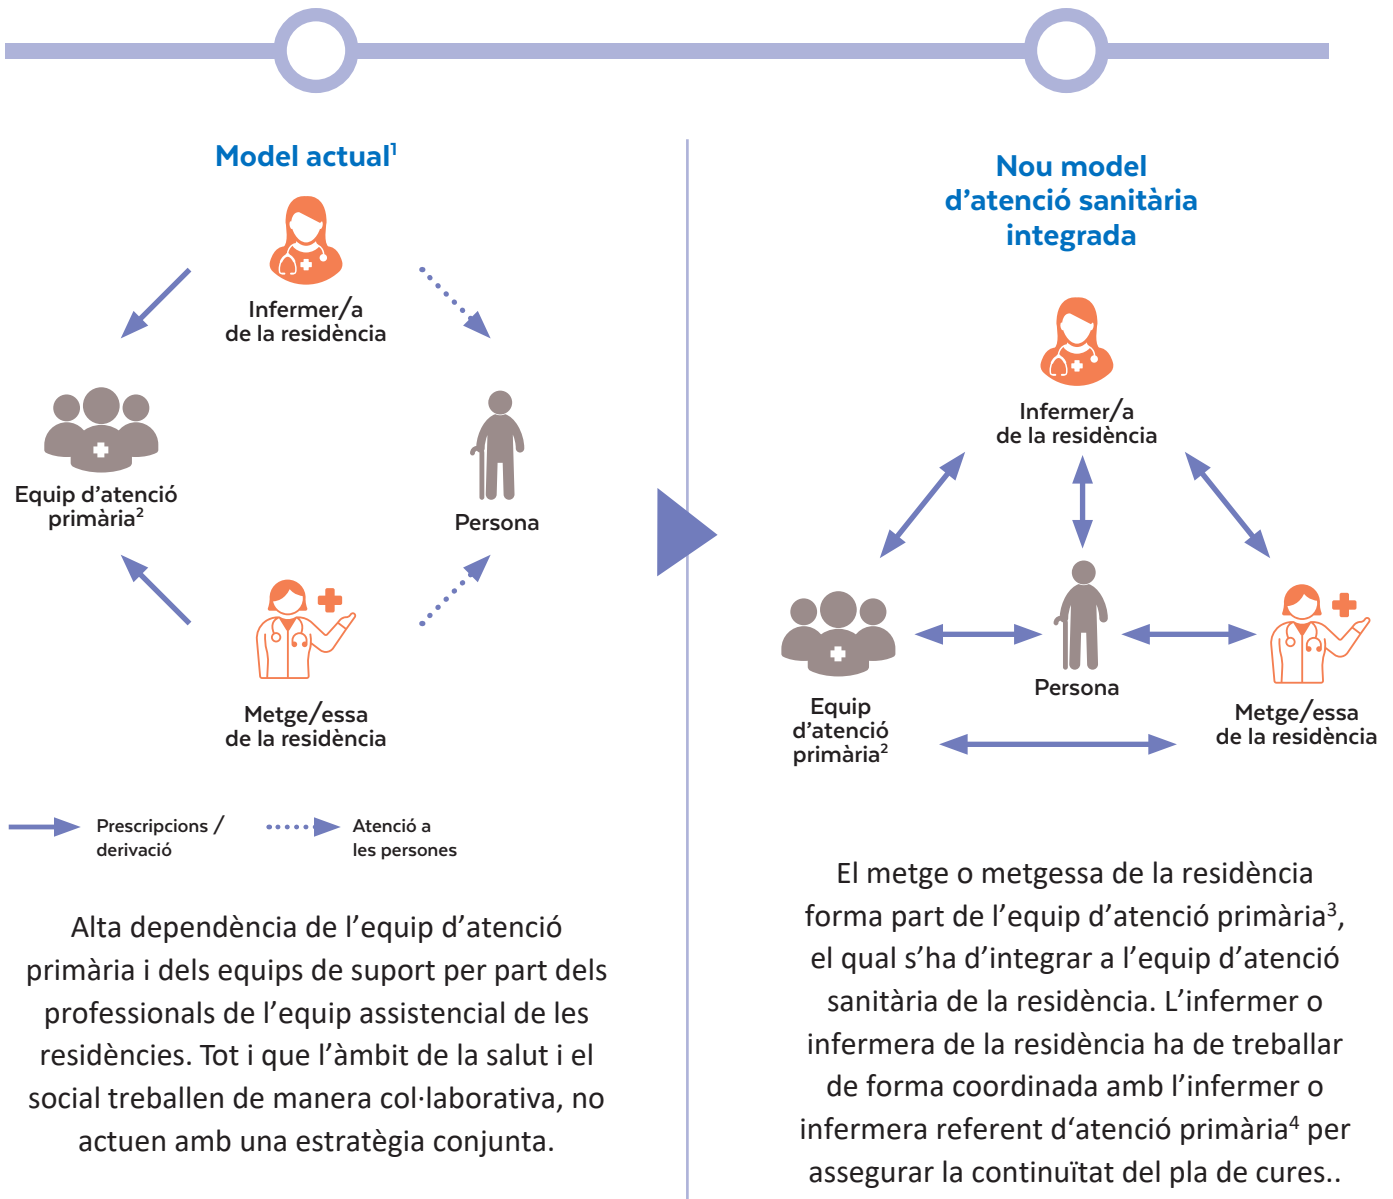 Model actual¹
Infermer/a
de la residència
Equip d’atenció
primària²
Persona
Metge/essa
de la residència
Prescripcions /
derivació
Atenció a
les persones
Alta dependència de l’equip d’atenció
primària i dels equips de suport per part dels
professionals de l’equip assistencial de les
residències. Tot i que l’àmbit de la salut i el
social treballen de manera col·laborativa, no
actuen amb una estratègia conjunta.
Nou model
d’atenció sanitària
integrada
Infermer/a
de la residència
Equip
d’atenció
primària²
Persona
Metge/essa
de la residència
El metge o metgessa de la residència
forma part de l’equip d’atenció primària³,
el qual s’ha d’integrar a l’equip d’atenció
sanitària de la residència. L’infermer o
infermera de la residència ha de treballar
de forma coordinada amb l’infermer o
infermera referent d‘atenció primària⁴ per
assegurar la continuïtat del pla de cures..